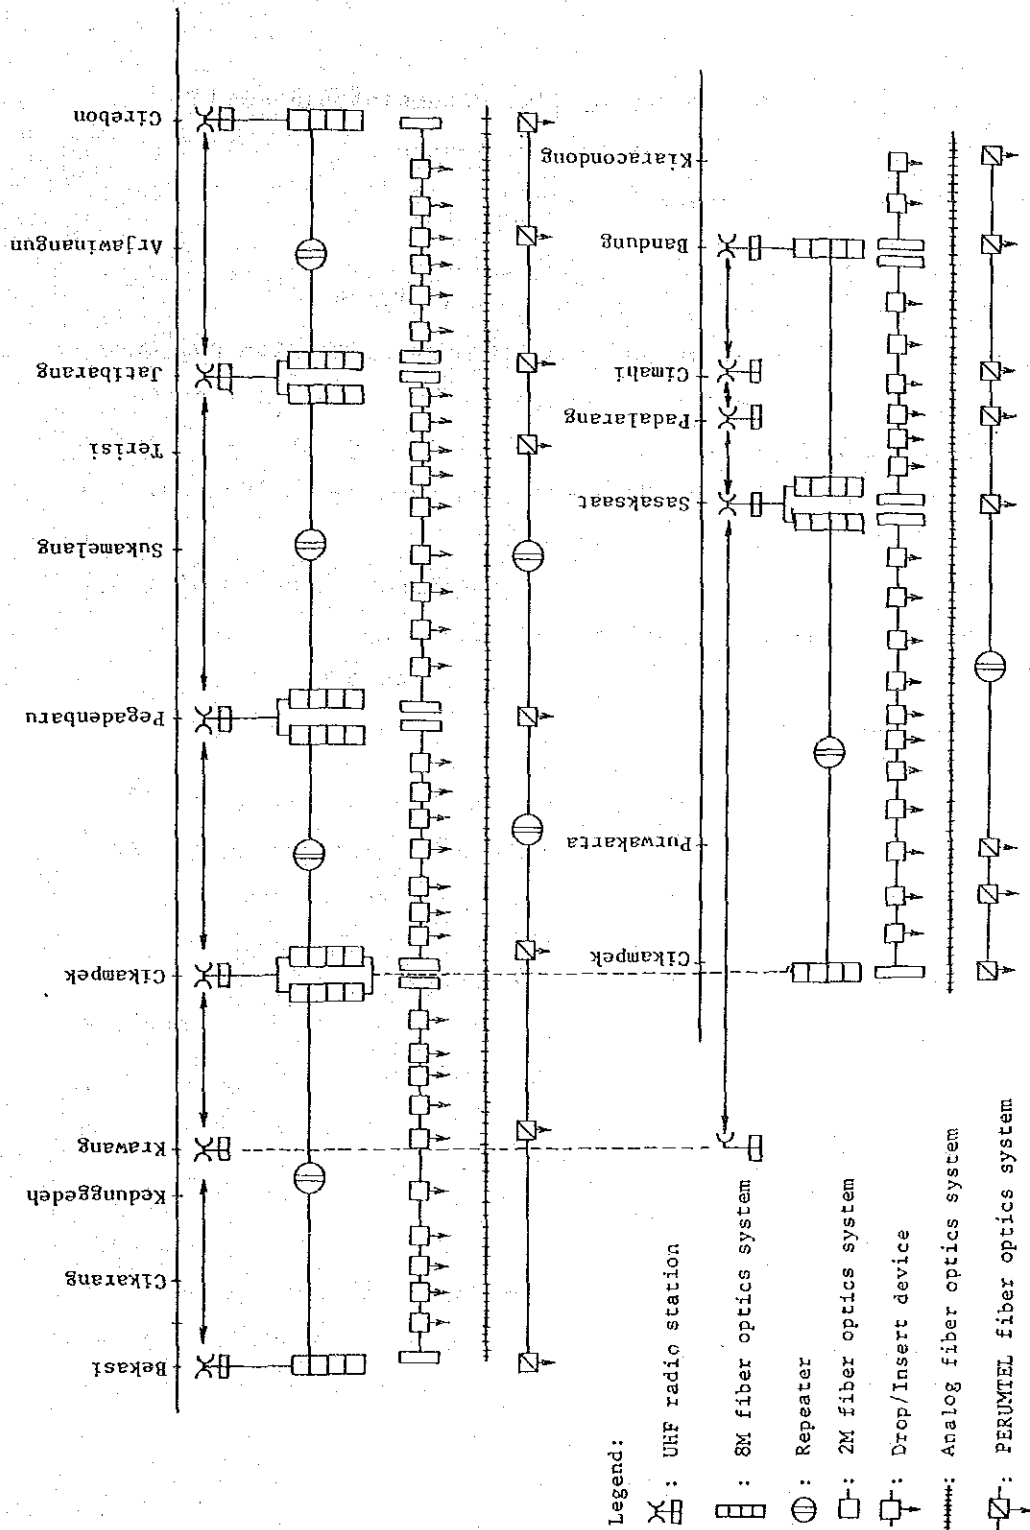 Cirebon
Arjawinangun
Jatibarang
Terisi
Sukamelang
Pegadenbaru
Cikampek
Krawang
Kedunggedeh
Cikarang
Bekasi
Kiaracondong
Bandung
Cimahi
Padalarang
Sasaksaat
Purwakarta
Cikampek
Legend:
: UHF radio station
: 8M fiber optics system
: Repeater
: 2M fiber optics system
: Drop/Insert device
: Analog fiber optics system
: PERUMTEL fiber optics system